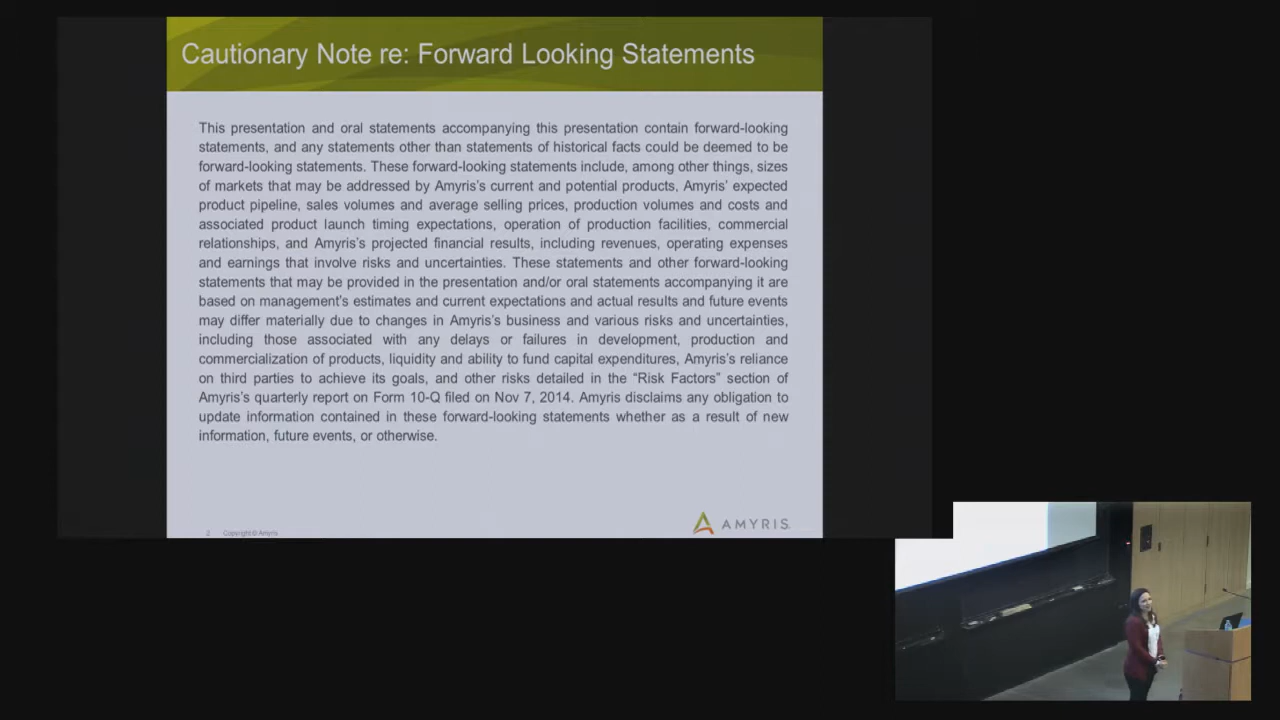 Cautionary Note re: Forward Looking Statements
This presentation and oral statements accompanying this presentation contain forward-looking
statements, and any statements other than statements of historical facts could be deemed to be
forward-looking statements. These forward-looking statements include, among other things, sizes
of markets that may be addressed by Amyris's current and potential products, Amyris' expected
product pipeline, sales volumes and average selling prices, production volumes and costs and
associated product launch timing expectations, operation of production facilities, commercial
relationships, and Amyris's projected financial results, including revenues, operating expenses
and earnings that involve risks and uncertainties. These statements and other forward-looking
statements that may be provided in the presentation and/or oral statements accompanying it are
based on management's estimates and current expectations and actual results and future events
may differ materially due to changes in Amyris's business and various risks and uncertainties,
including those associated with any delays or failures in development, production and
commercialization of products, liquidity and ability to fund capital expenditures, Amyris's reliance
on third parties to achieve its goals, and other risks detailed in the “Risk Factors” section of
Amyris's quarterly report on Form 10-Q filed on Nov 7, 2014. Amyris disclaims any obligation to
update information contained in these forward-looking statements whether as a result of new
information, future events, or otherwise.
2 Copyright © Amyris
AMYRIS